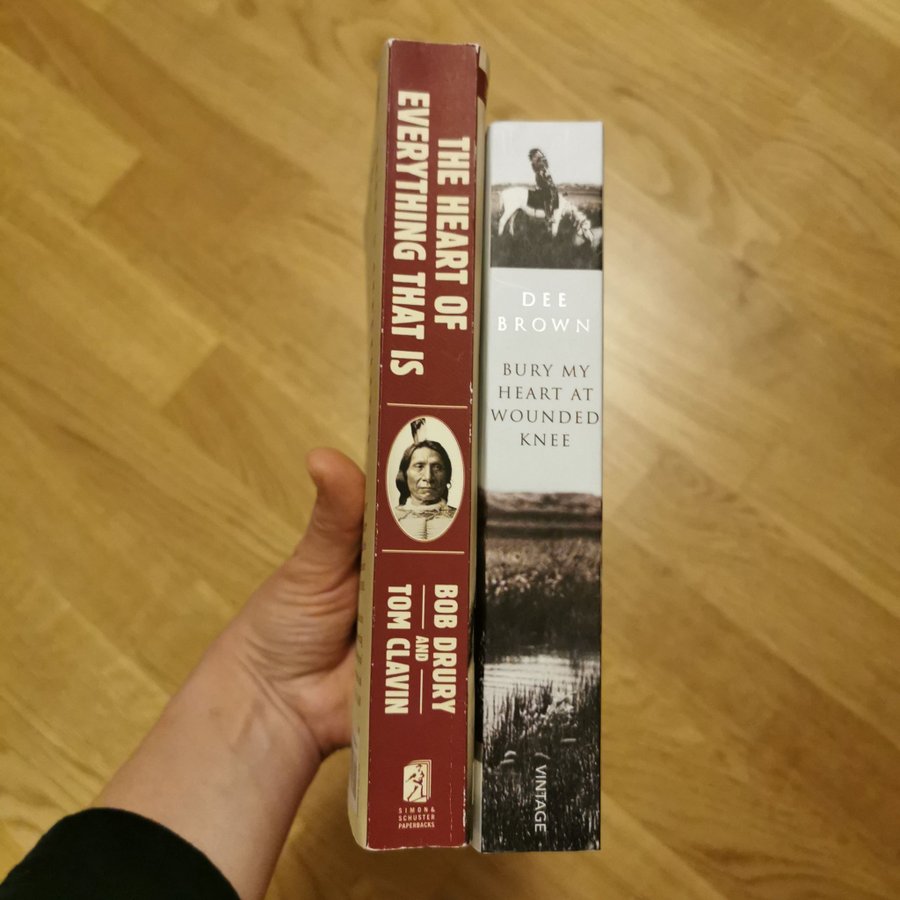 THE HEART OF
EVERYTHING THAT IS
BOB DRURY
AND
TOM CLAVIN
SIMON &
SCHUSTER
PAPERBACKS
DEE
BROWN
BURY MY
HEART AT
WOUNDED
KNEE
VINTAGE